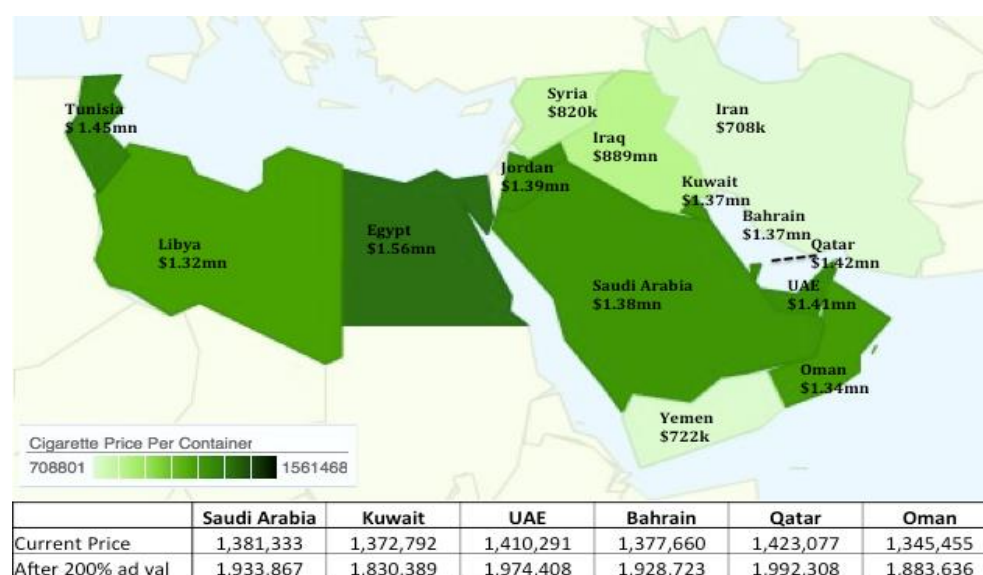 Tunisia
$ 1.45mn
Libya
$1.32mn
Egypt
$1.56mn
Syria
$820k
Iraq
$889mn
Iran
$708k
Jordan
$1.39mn
Kuwait
$1.37mn
Bahrain
$1.37mn
Qatar
$1.42mn
Saudi Arabia
$1.38mn
UAE
$1.41mn
Oman
$1.34mn
Yemen
$722k
Cigarette Price Per Container
708801 1561468
Saudi Arabia Kuwait UAE Bahrain Qatar Oman
Current Price 1,381,333 1,372,792 1,410,291 1,377,660 1,423,077 1,345,455
After 200% ad val 1,933,867 1,830,389 1,974,408 1,928,723 1,992,308 1,883,636